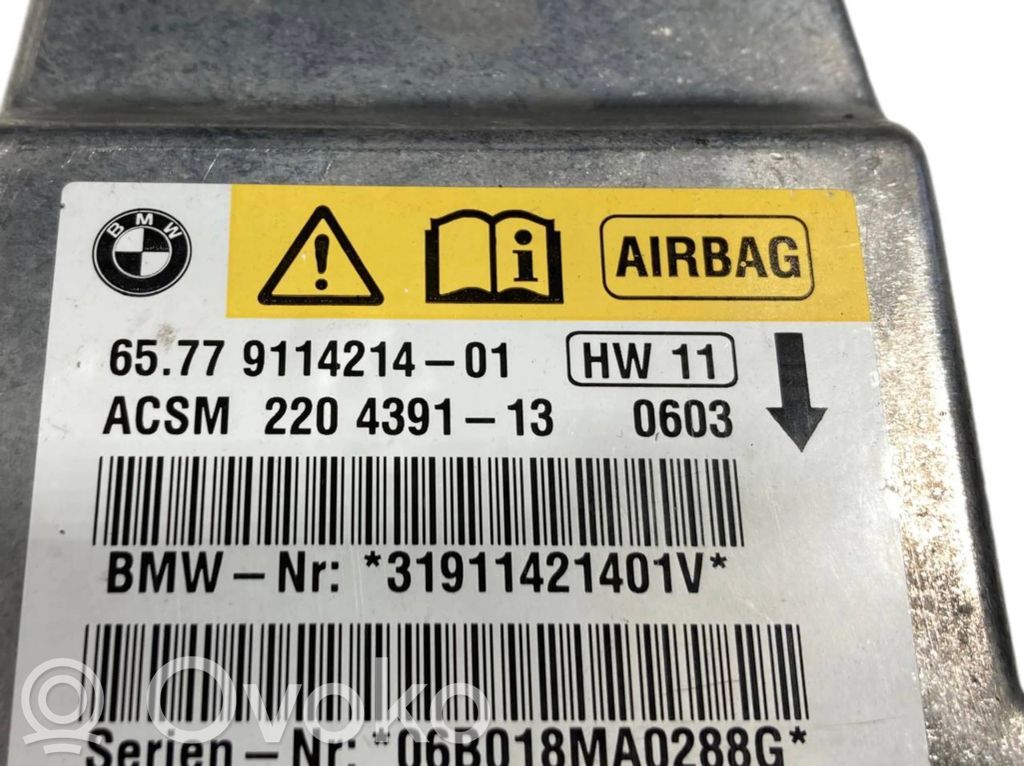 BMW
AIRBAG
65.77 9114214-01 HW 11
ACSM 220 4391-13 0603
BMW-Nr: *31911421401V*
Serien-Nr: *06B018MA0288G*
Ovoko